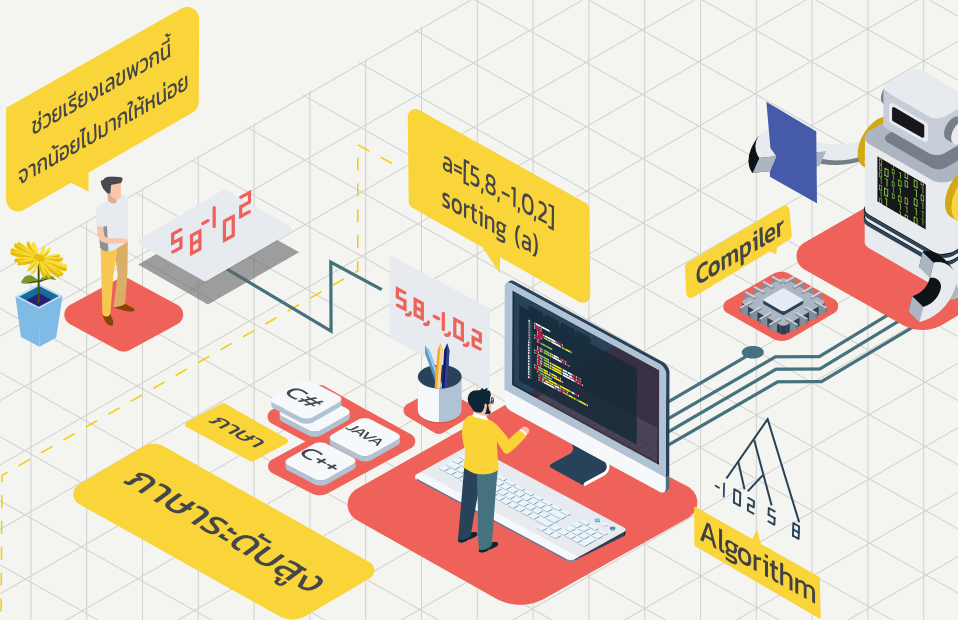 ช่วยเรียงเลขพวกนี้
จากน้อยไปมากให้หน่อย
5 8 -1 0 2
a=[5,8,-1,0,2]
sorting (a)
5,8,-1,0,2
Compiler
C#
JAVA
C++
ภาษา
ภาษาระดับสูง
-1 0 2 5 8
Algorithm